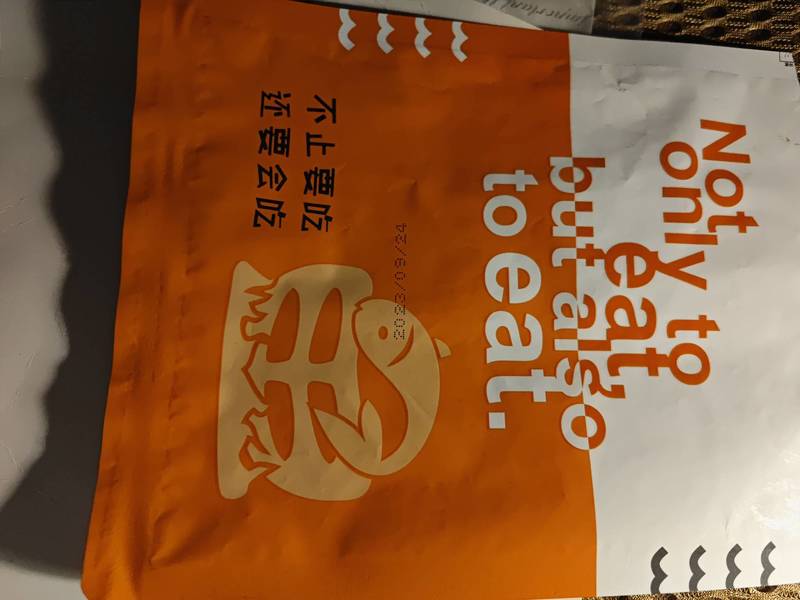 Not
only to
eat,
but also
to eat.
2023/09/24
不止要吃
还要会吃
Important